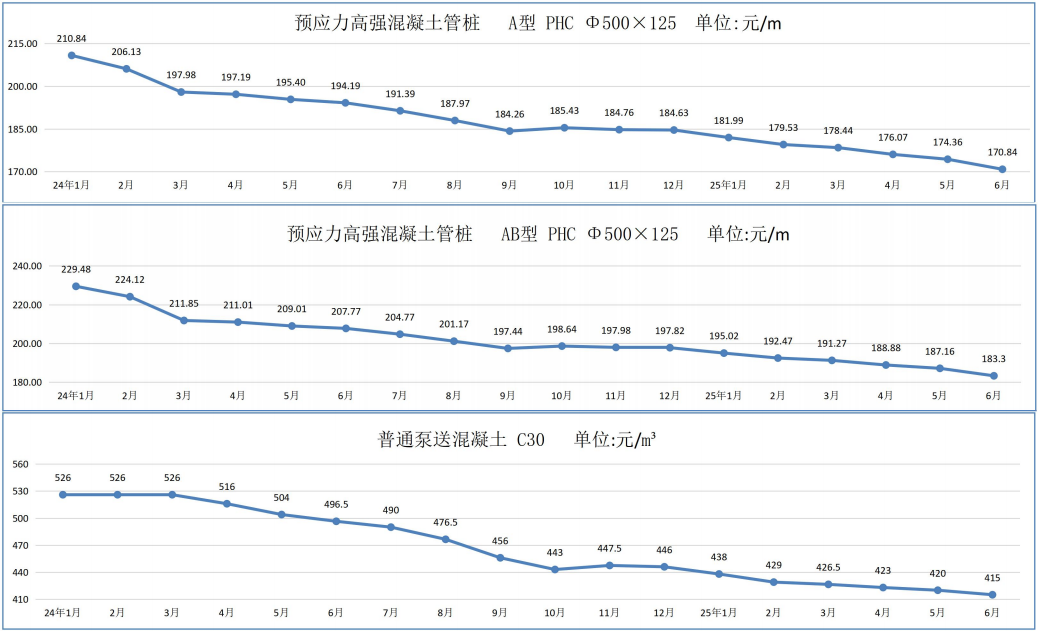 预应力高强混凝土管桩 A型 PHC Φ500×125 单位:元/m
215.00
200.00
185.00
170.00
210.84 206.13 197.98 197.19 195.40 194.19 191.39 187.97 184.26 185.43 184.76 184.63 181.99 179.53 178.44 176.07 174.36 170.84
24年1月 2月 3月 4月 5月 6月 7月 8月 9月 10月 11月 12月 25年1月 2月 3月 4月 5月 6月
预应力高强混凝土管桩 AB型 PHC Φ500×125 单位:元/m
240.00
220.00
200.00
180.00
229.48 224.12 211.85 211.01 209.01 207.77 204.77 201.17 197.44 198.64 197.98 197.82 195.02 192.47 191.27 188.88 187.16 183.3
24年1月 2月 3月 4月 5月 6月 7月 8月 9月 10月 11月 12月 25年1月 2月 3月 4月 5月 6月
普通泵送混凝土 C30 单位:元/m³
560
530
500
470
440
410
526 526 526 516 504 496.5 490 476.5 456 443 447.5 446 438 429 426.5 423 420 415
24年1月 2月 3月 4月 5月 6月 7月 8月 9月 10月 11月 12月 25年1月 2月 3月 4月 5月 6月